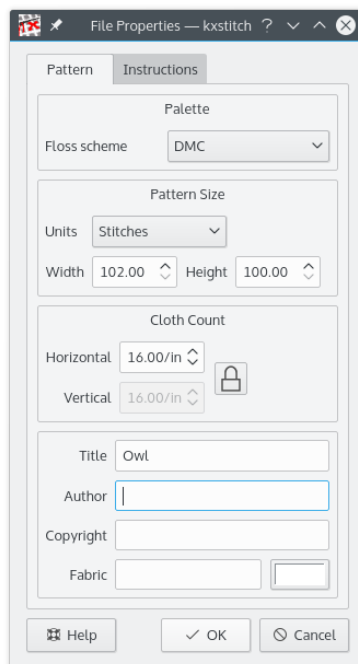 File Properties — kxstitch
Pattern Instructions
Palette
Floss scheme DMC
Pattern Size
Units Stitches
Width 102.00 Height 100.00
Cloth Count
Horizontal 16.00/in
Vertical 16.00/in
Title Owl
Author
Copyright
Fabric
Help OK Cancel